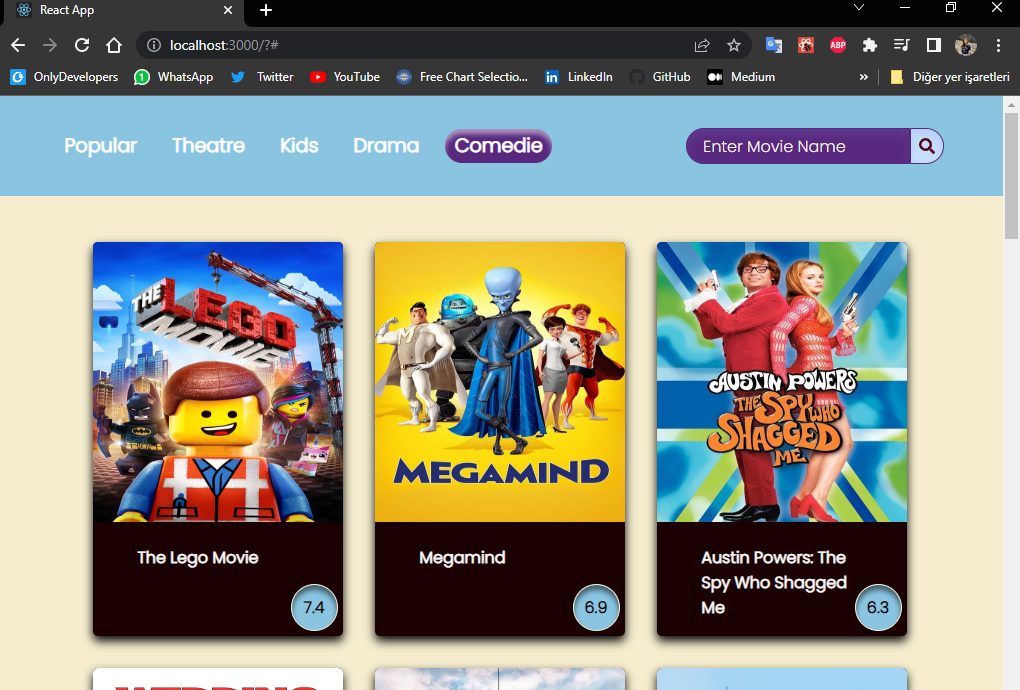 React App
localhost:3000/?#
ABP
OnlyDevelopers WhatsApp Twitter YouTube Free Chart Selectio... LinkedIn GitHub Medium » Diğer yer işaretleri
Popular Theatre Kids Drama Comedie
Enter Movie Name
THE LEGO MOVIE
MEGAMIND
AUSTIN POWERS
THE SPY WHO
SHAGGED
ME
The Lego Movie
7.4
Megamind
6.9
Austin Powers: The
Spy Who Shagged
Me
6.3